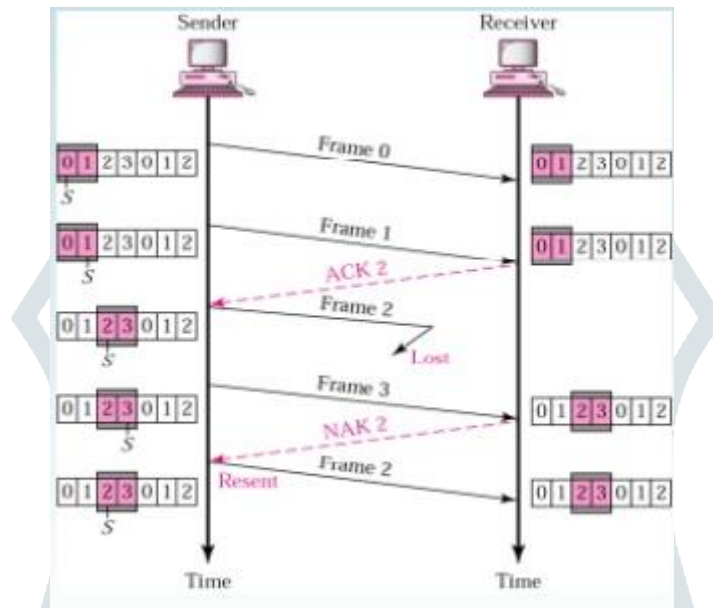 Sender Receiver
Frame 0
0 1 2 3 0 1 2 0 1 2 3 0 1 2
S
Frame 1
0 1 2 3 0 1 2 0 1 2 3 0 1 2
S
ACK 2
Frame 2
0 1 2 3 0 1 2
S
Lost
Frame 3
0 1 2 3 0 1 2 0 1 2 3 0 1 2
S
NAK 2
Frame 2
Resent
0 1 2 3 0 1 2 0 1 2 3 0 1 2
S
Time Time